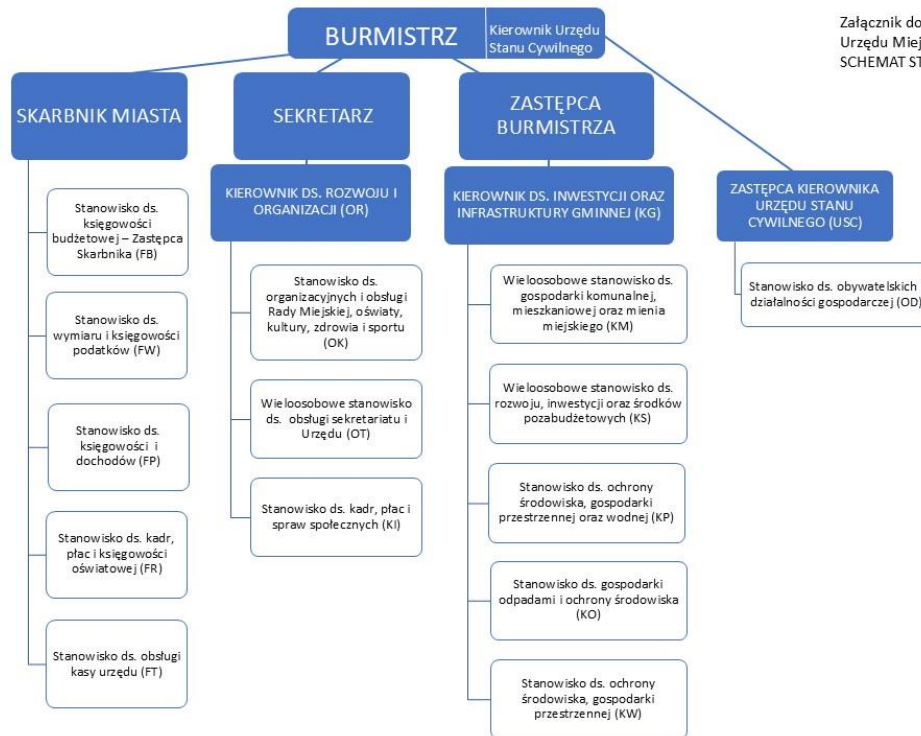 BURMISTRZ
Kierownik Urzędu
Stanu Cywilnego
Załącznik do
Urzędu Miej
SCHEMAT ST
SKARBNIK MIASTA
SEKRETARZ
ZASTĘPCA
BURMISTRZA
KIEROWNIK DS. ROZWOJU I
ORGANIZACJI (OR)
KIEROWNIK DS. INWESTYCJI ORAZ
INFRASTRUKTURY GMINNEJ (KG)
ZASTĘPCA KIEROWNIKA
URZĘDU STANU
CYWILNEGO (USC)
Stanowisko ds.
księgowości
budżetowej – Zastępca
Skarbnika (FB)
Stanowisko ds.
wymiaru i księgowości
podatków (FW)
Stanowisko ds.
księgowości i
dochodów (FP)
Stanowisko ds. kadr,
płac i księgowości
oświatowej (FR)
Stanowisko ds. obsługi
kasy urzędu (FT)
Stanowisko ds.
organizacyjnych i obsługi
Rady Miejskiej, oświaty,
kultury, zdrowia i sportu
(OK)
Wieloosobowe stanowisko
ds. obsługi sekretariatu i
Urzędu (OT)
Stanowisko ds. kadr, płac i
spraw społecznych (KI)
Wieloosobowe stanowisko ds.
gospodarki komunalnej,
mieszkaniowej oraz mienia
miejskiego (KM)
Wieloosobowe stanowisko ds.
rozwoju, inwestycji oraz środków
pozabudżetowych (KS)
Stanowisko ds. ochrony
środowiska, gospodarki
przestrzennej oraz wodnej (KP)
Stanowisko ds. gospodarki
odpadami i ochrony środowiska
(KO)
Stanowisko ds. ochrony
środowiska, gospodarki
przestrzennej (KW)
Stanowisko ds. obywatelskich i
działalności gospodarczej (OD)